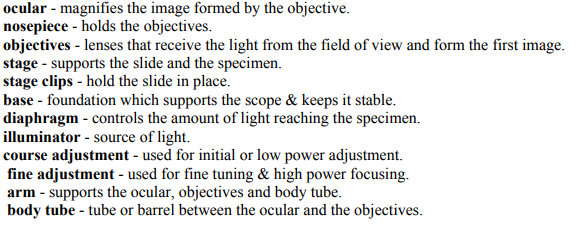 ocular - magnifies the image formed by the objective.
nosepiece - holds the objectives.
objectives - lenses that receive the light from the field of view and form the first image.
stage - supports the slide and the specimen.
stage clips - hold the slide in place.
base - foundation which supports the scope & keeps it stable.
diaphragm - controls the amount of light reaching the specimen.
illuminator - source of light.
course adjustment - used for initial or low power adjustment.
fine adjustment - used for fine tuning & high power focusing.
arm - supports the ocular, objectives and body tube.
body tube - tube or barrel between the ocular and the objectives.